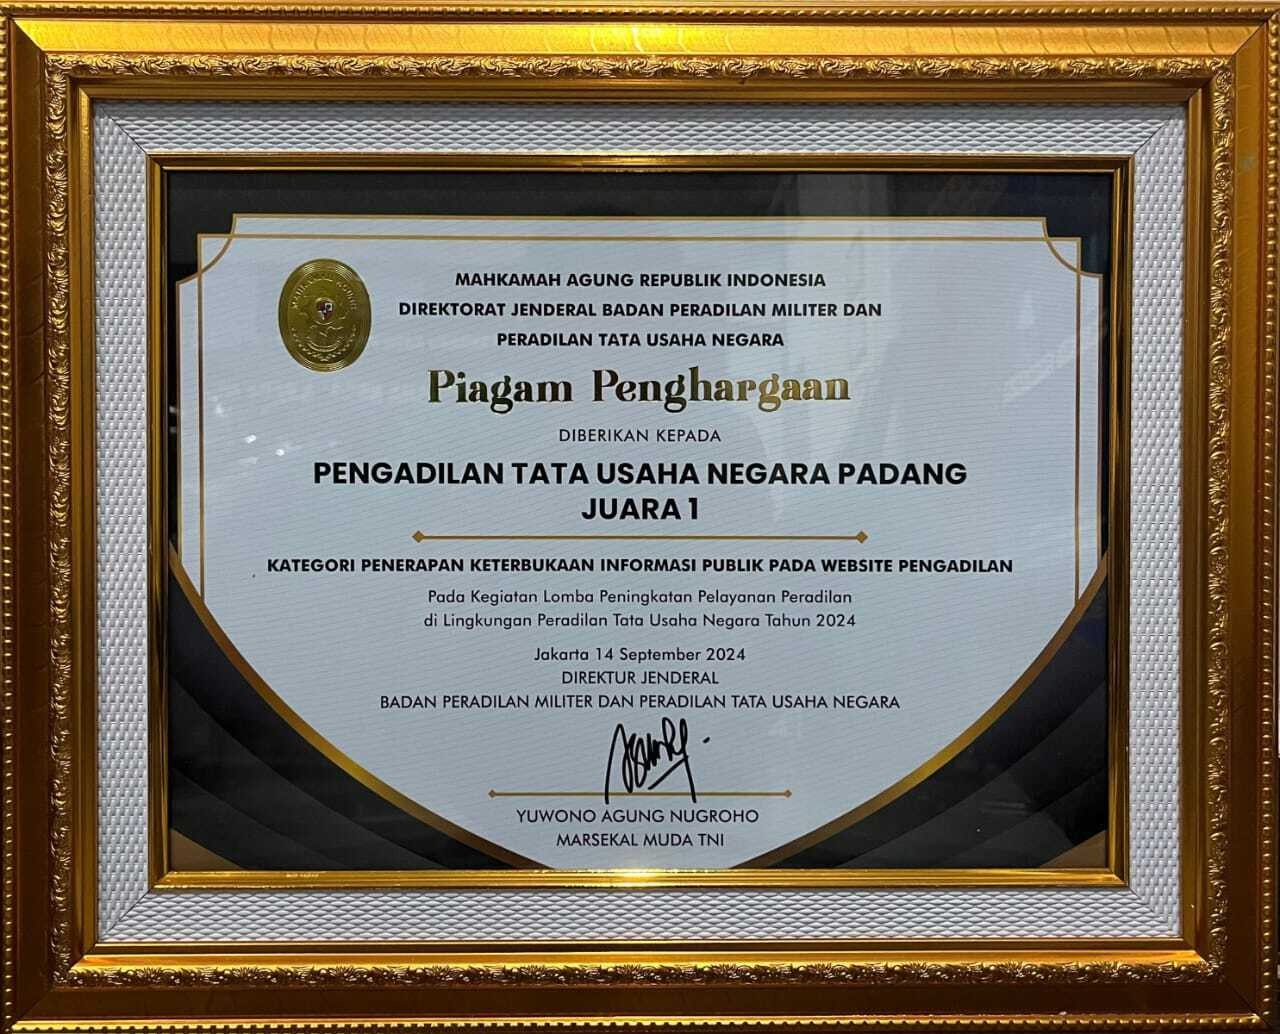 MAHKAMAH AGUNG
MAHKAMAH AGUNG REPUBLIK INDONESIA
DIREKTORAT JENDERAL BADAN PERADILAN MILITER DAN
PERADILAN TATA USAHA NEGARA
Piagam Penghargaan
DIBERIKAN KEPADA
PENGADILAN TATA USAHA NEGARA PADANG
JUARA 1
KATEGORI PENERAPAN KETERBUKAAN INFORMASI PUBLIK PADA WEBSITE PENGADILAN
Pada Kegiatan Lomba Peningkatan Pelayanan Peradilan
di Lingkungan Peradilan Tata Usaha Negara Tahun 2024
Jakarta 14 September 2024
DIREKTUR JENDERAL
BADAN PERADILAN MILITER DAN PERADILAN TATA USAHA NEGARA
YUWONO AGUNG NUGROHO
MARSEKAL MUDA TNI